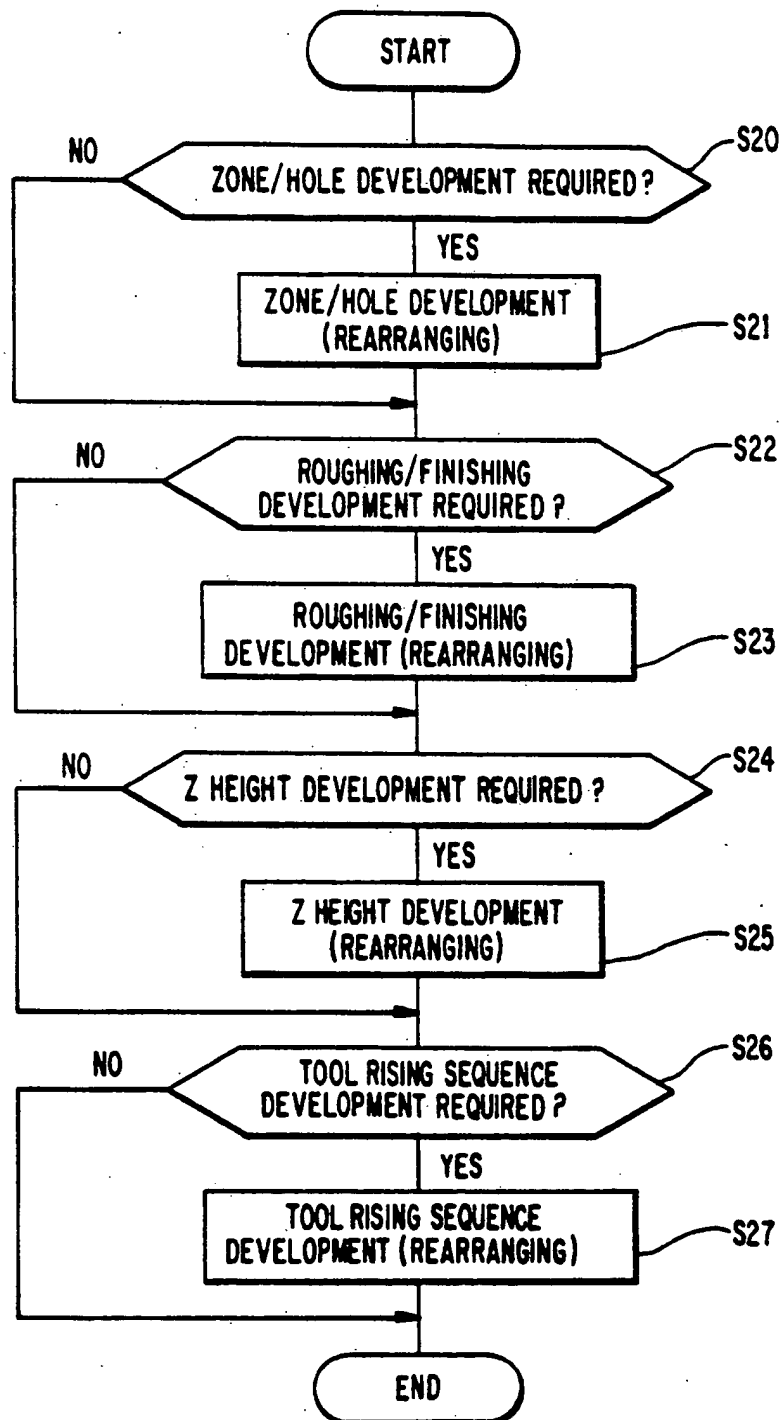 START
NO
S20
ZONE/HOLE DEVELOPMENT REQUIRED?
YES
ZONE/HOLE DEVELOPMENT
(REARRANGING)
S21
NO
S22
ROUGHING/FINISHING
DEVELOPMENT REQUIRED?
YES
ROUGHING/FINISHING
DEVELOPMENT (REARRANGING)
S23
NO
S24
Z HEIGHT DEVELOPMENT REQUIRED?
YES
Z HEIGHT DEVELOPMENT
(REARRANGING)
S25
NO
S26
TOOL RISING SEQUENCE
DEVELOPMENT REQUIRED?
YES
TOOL RISING SEQUENCE
DEVELOPMENT (REARRANGING)
S27
END